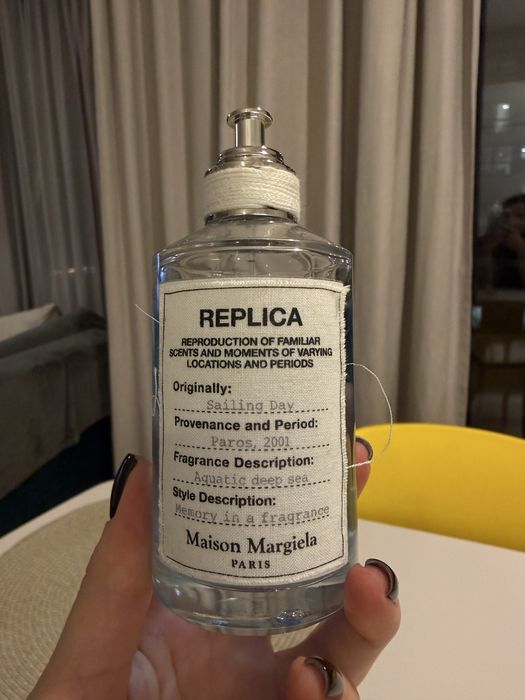 REPLICA
REPRODUCTION OF FAMILIAR
SCENTS AND MOMENTS OF VARYING
LOCATIONS AND PERIODS
Originally:
Sailing Day
Provenance and Period:
Paros, 2001
Fragrance Description:
Aquatic deep sea
Style Description:
Memory in a fragrance
Maison Margiela
PARIS